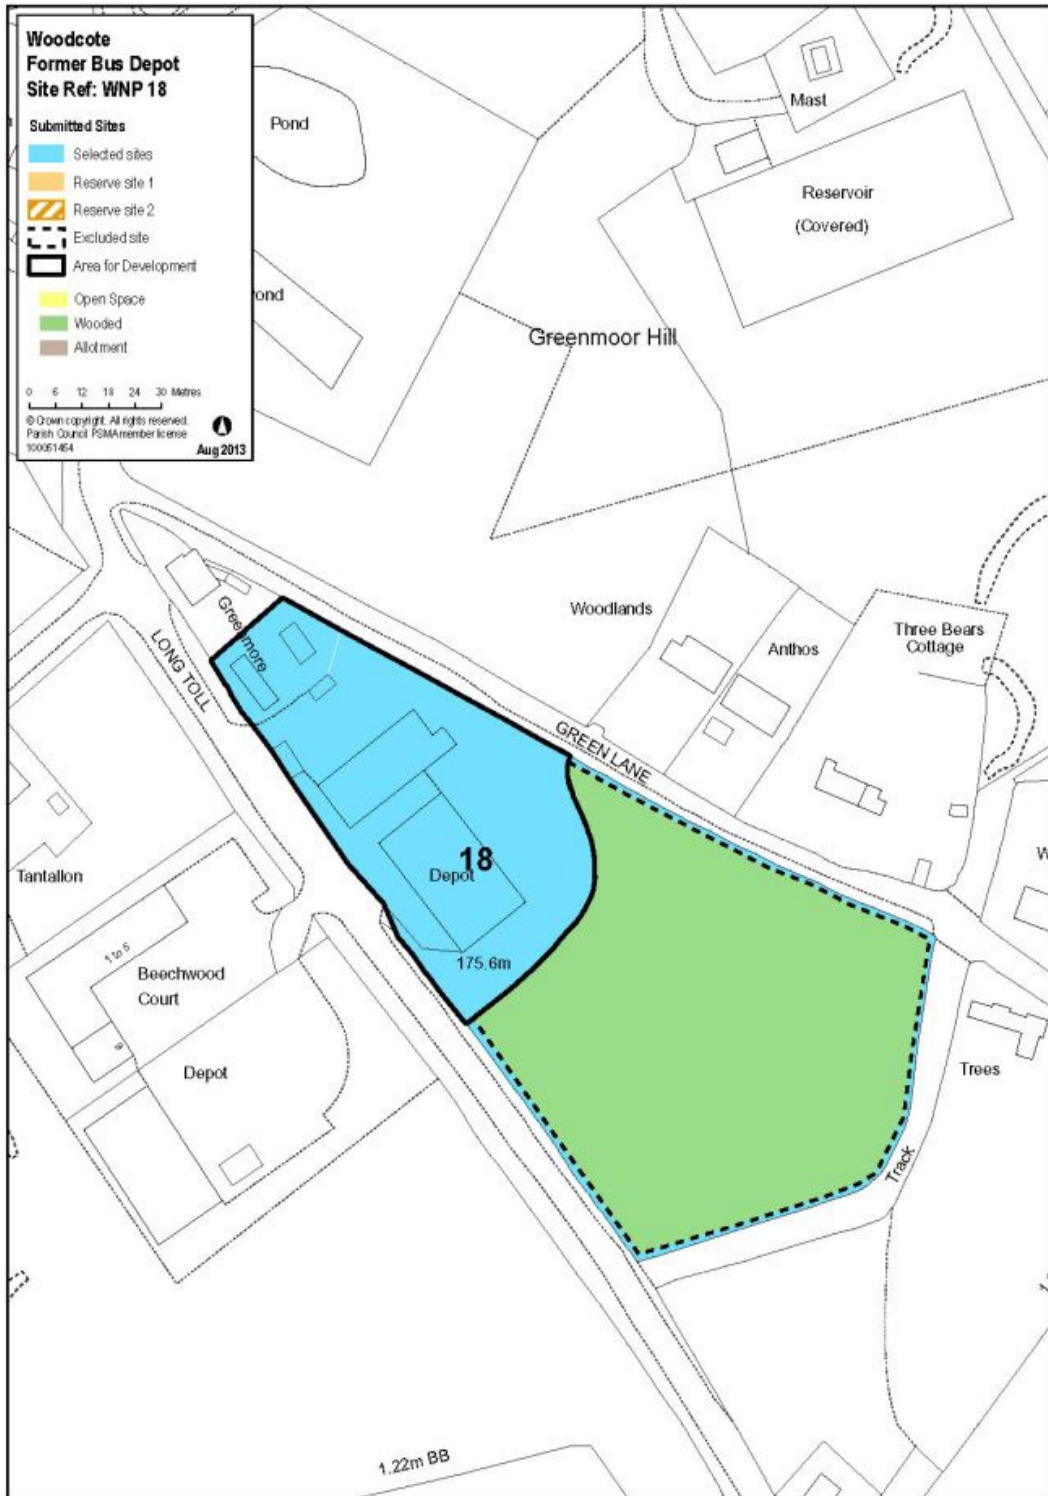 Woodcote
Former Bus Depot
Site Ref: WNP 18
Submitted Sites
Selected sites
Reserve site 1
Reserve site 2
Excluded site
Area for Development
Open Space
Wooded
Allotment
0 6 12 18 24 30 Metres
© Crown copyright. All rights reserved.
Parish Council PSMA member license
100051454
Aug 2013
Pond
Mast
Reservoir
(Covered)
ond
Greenmoor Hill
Woodlands
Anthos
Three Bears
Cottage
Greenmore
LONG TOLL
GREEN LANE
18
Depot
175.6m
Tantallon
1 to 5
Beechwood
Court
Depot
W
Trees
Track
1.22m BB